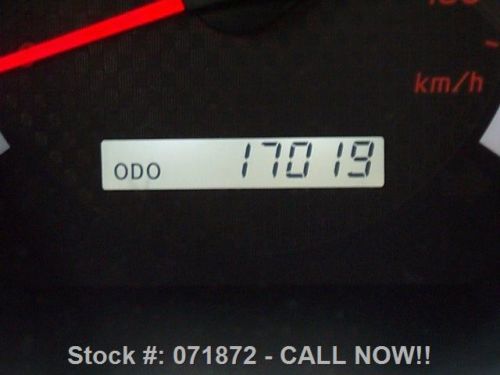 km/h
ODO 17019
Stock #: 071872 - CALL NOW!!